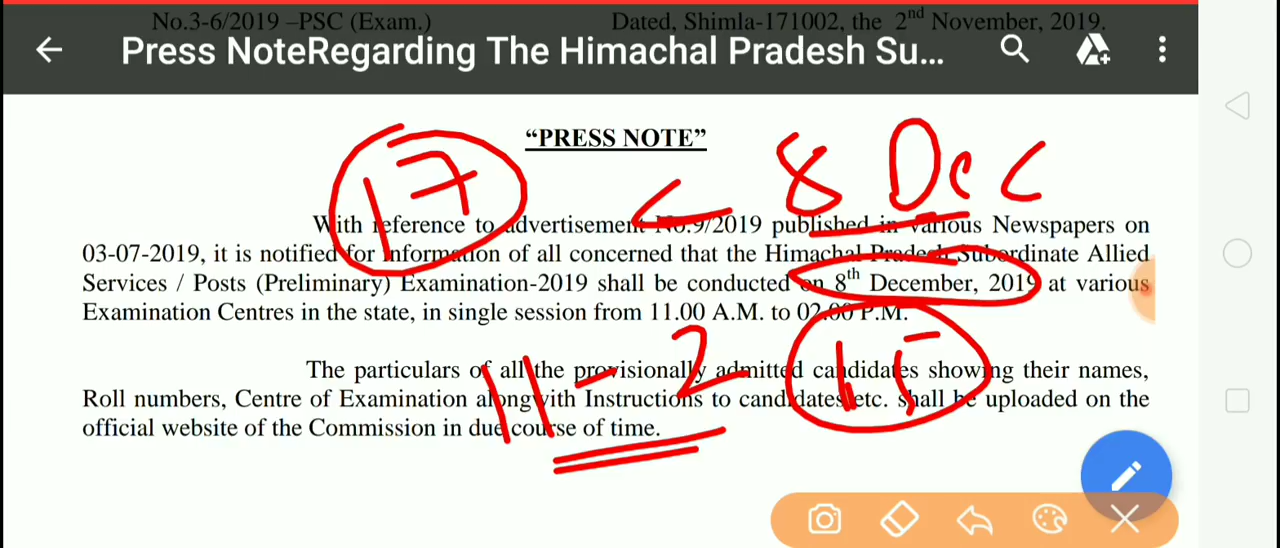 No.3-6/2019 –PSC (Exam.) Dated, Shimla-171002, the 2nd November, 2019.
Press NoteRegarding The Himachal Pradesh Su...
“PRESS NOTE”
17 8 Dec
With reference to advertisement No.9/2019 published in various Newspapers on
03-07-2019, it is notified for information of all concerned that the Himachal Pradesh Subordinate Allied
Services / Posts (Preliminary) Examination-2019 shall be conducted on 8th December, 2019 at various
Examination Centres in the state, in single session from 11.00 A.M. to 02.00 P.M.
11 – 2 15
The particulars of all the provisionally admitted candidates showing their names,
Roll numbers, Centre of Examination alongwith Instructions to candidates etc. shall be uploaded on the
official website of the Commission in due course of time.